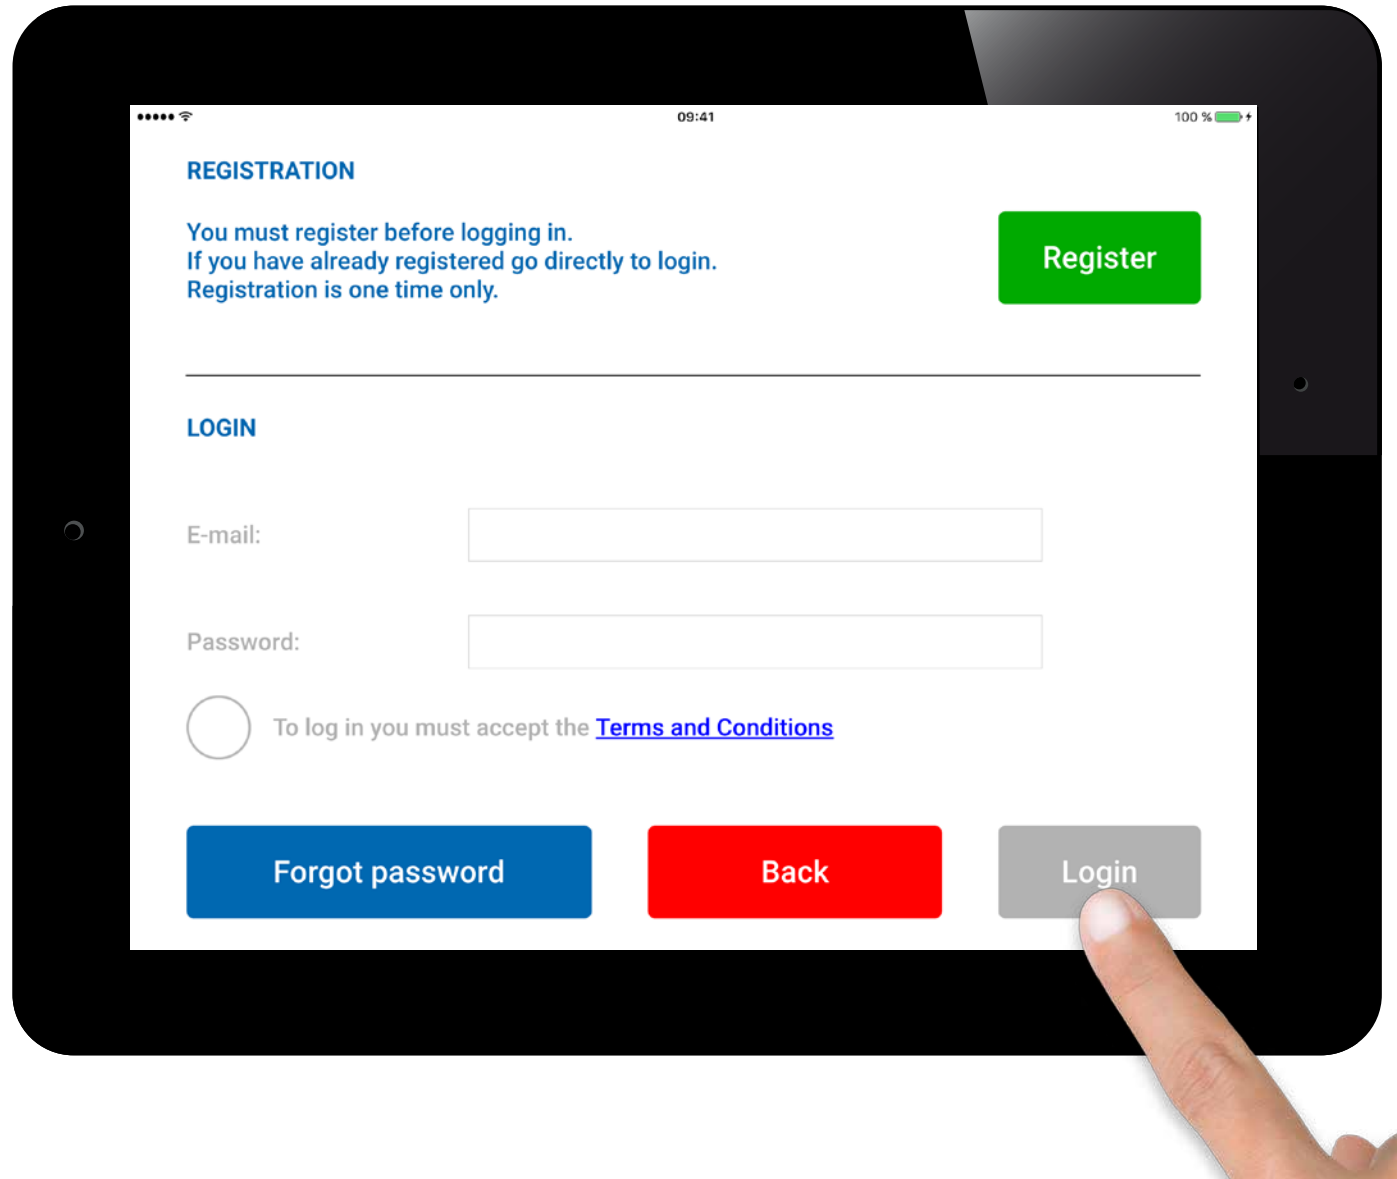 09:41
100 %
REGISTRATION
You must register before logging in.
If you have already registered go directly to login.
Registration is one time only.
Register
LOGIN
E-mail:
Password:
To log in you must accept the Terms and Conditions
Forgot password
Back
Login